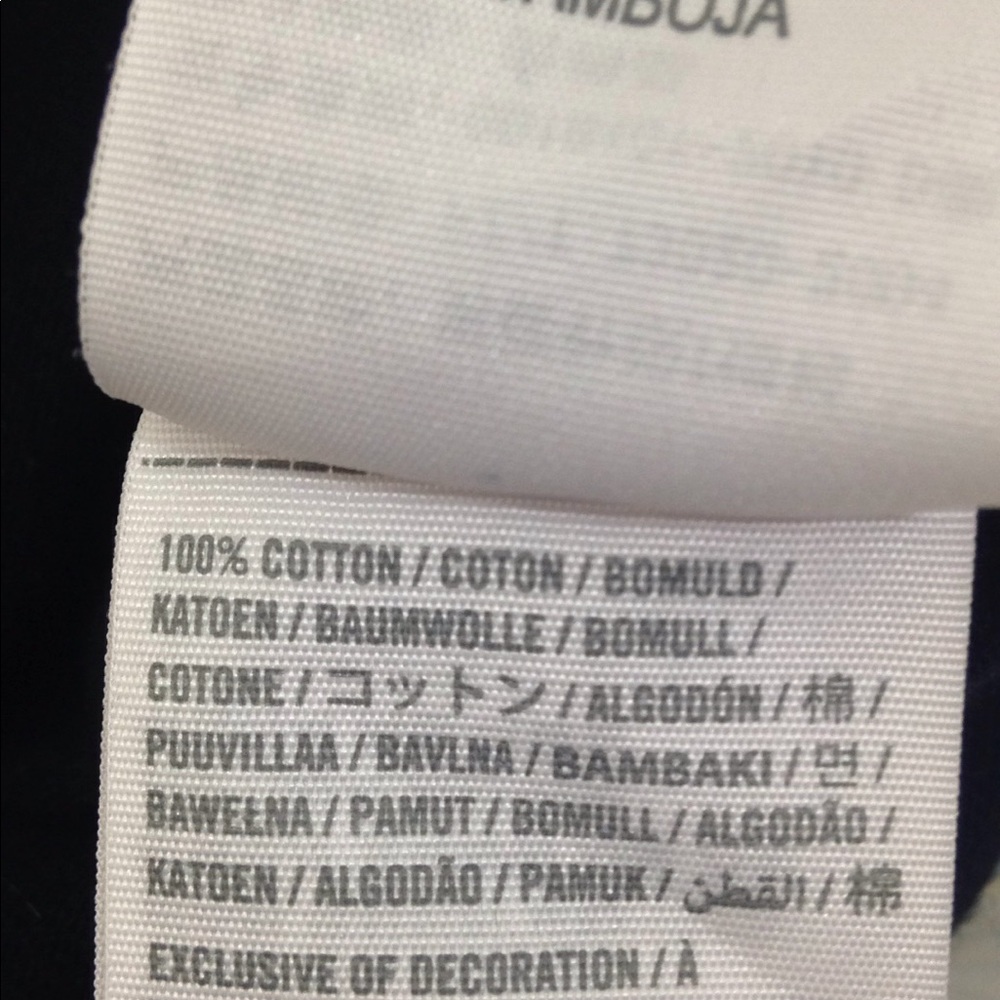 AMBOJA
100% COTTON / COTON / BOMULD /
KATOEN / BAUMWOLLE / BOMULL /
COTONE / コットン / ALGODÓN / 棉 /
PUUVILLAA / BAVLNA / BAMBAKI / 면 /
BAWEŁNA / PAMUT / BOMULL / ALGODÃO /
KATOEN / ALGODÃO / PAMUK / القطن / 棉
EXCLUSIVE OF DECORATION / À